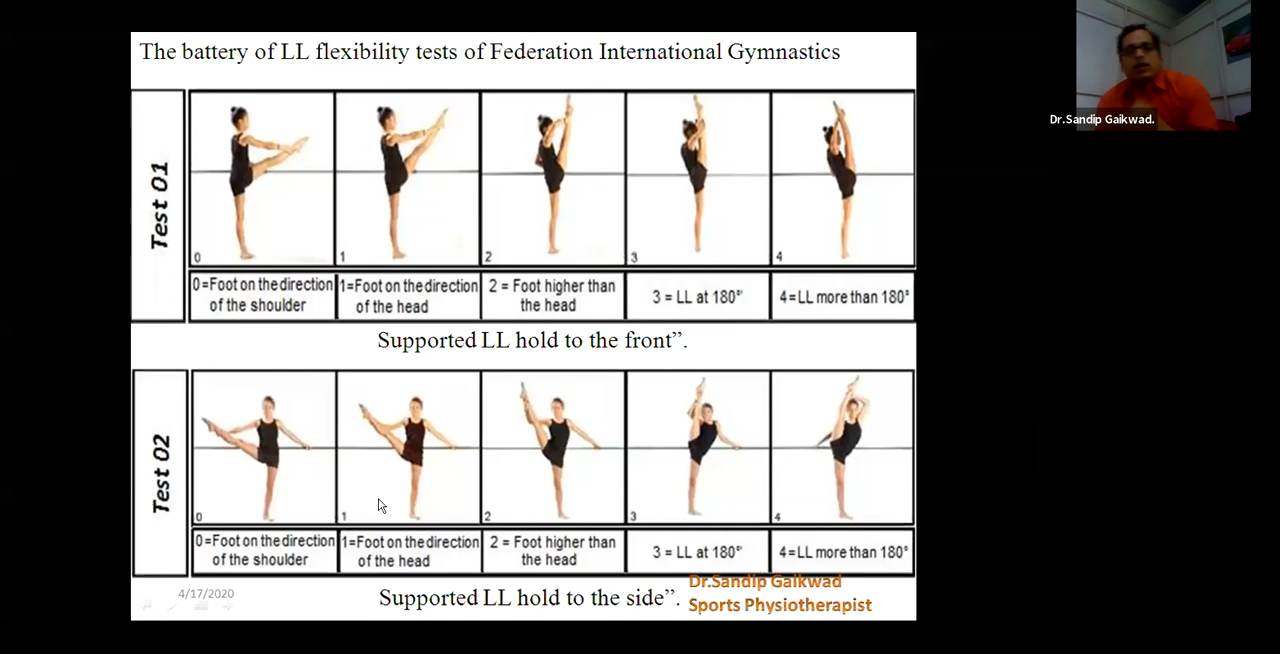 The battery of LL flexibility tests of Federation International Gymnastics
Dr.Sandip Gaikwad.
Test 01
0
1
2
3
4
0=Foot on the direction
of the shoulder
1=Foot on the direction
of the head
2 = Foot higher than
the head
3 = LL at 180°
4=LL more than 180°
Supported LL hold to the front”.
Test 02
0
1
2
3
4
0=Foot on the direction
of the shoulder
1=Foot on the direction
of the head
2 = Foot higher than
the head
3 = LL at 180°
4=LL more than 180°
4/17/2020
Supported LL hold to the side”.
Dr.Sandip Gaikwad
Sports Physiotherapist